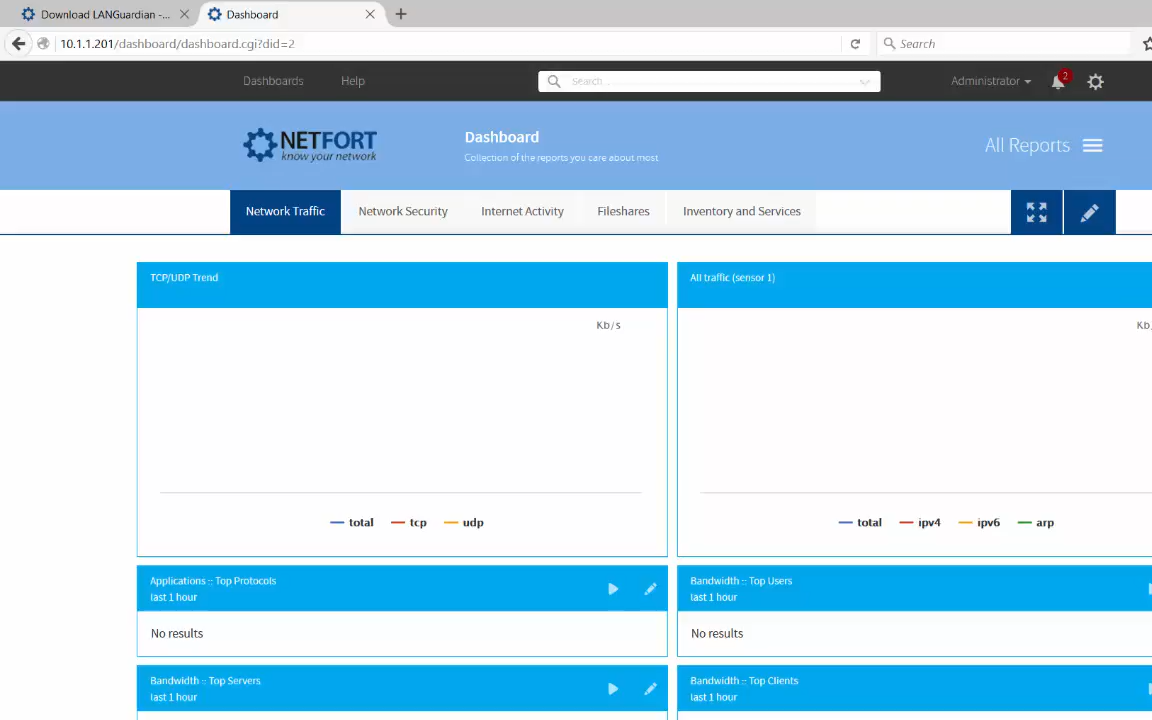 Download LANGuardian -...
Dashboard
10.1.1.201/dashboard/dashboard.cgi?did=2
Search
Dashboards
Help
Search
Administrator
2
NETFORT
know your network
Dashboard
Collection of the reports you care about most
All Reports
Network Traffic
Network Security
Internet Activity
Fileshares
Inventory and Services
TCP/UDP Trend
All traffic (sensor 1)
Kb/s
Kb/
total
tcp
udp
total
ipv4
ipv6
arp
Applications :: Top Protocols
last 1 hour
Bandwidth :: Top Users
last 1 hour
No results
No results
Bandwidth :: Top Servers
last 1 hour
Bandwidth :: Top Clients
last 1 hour